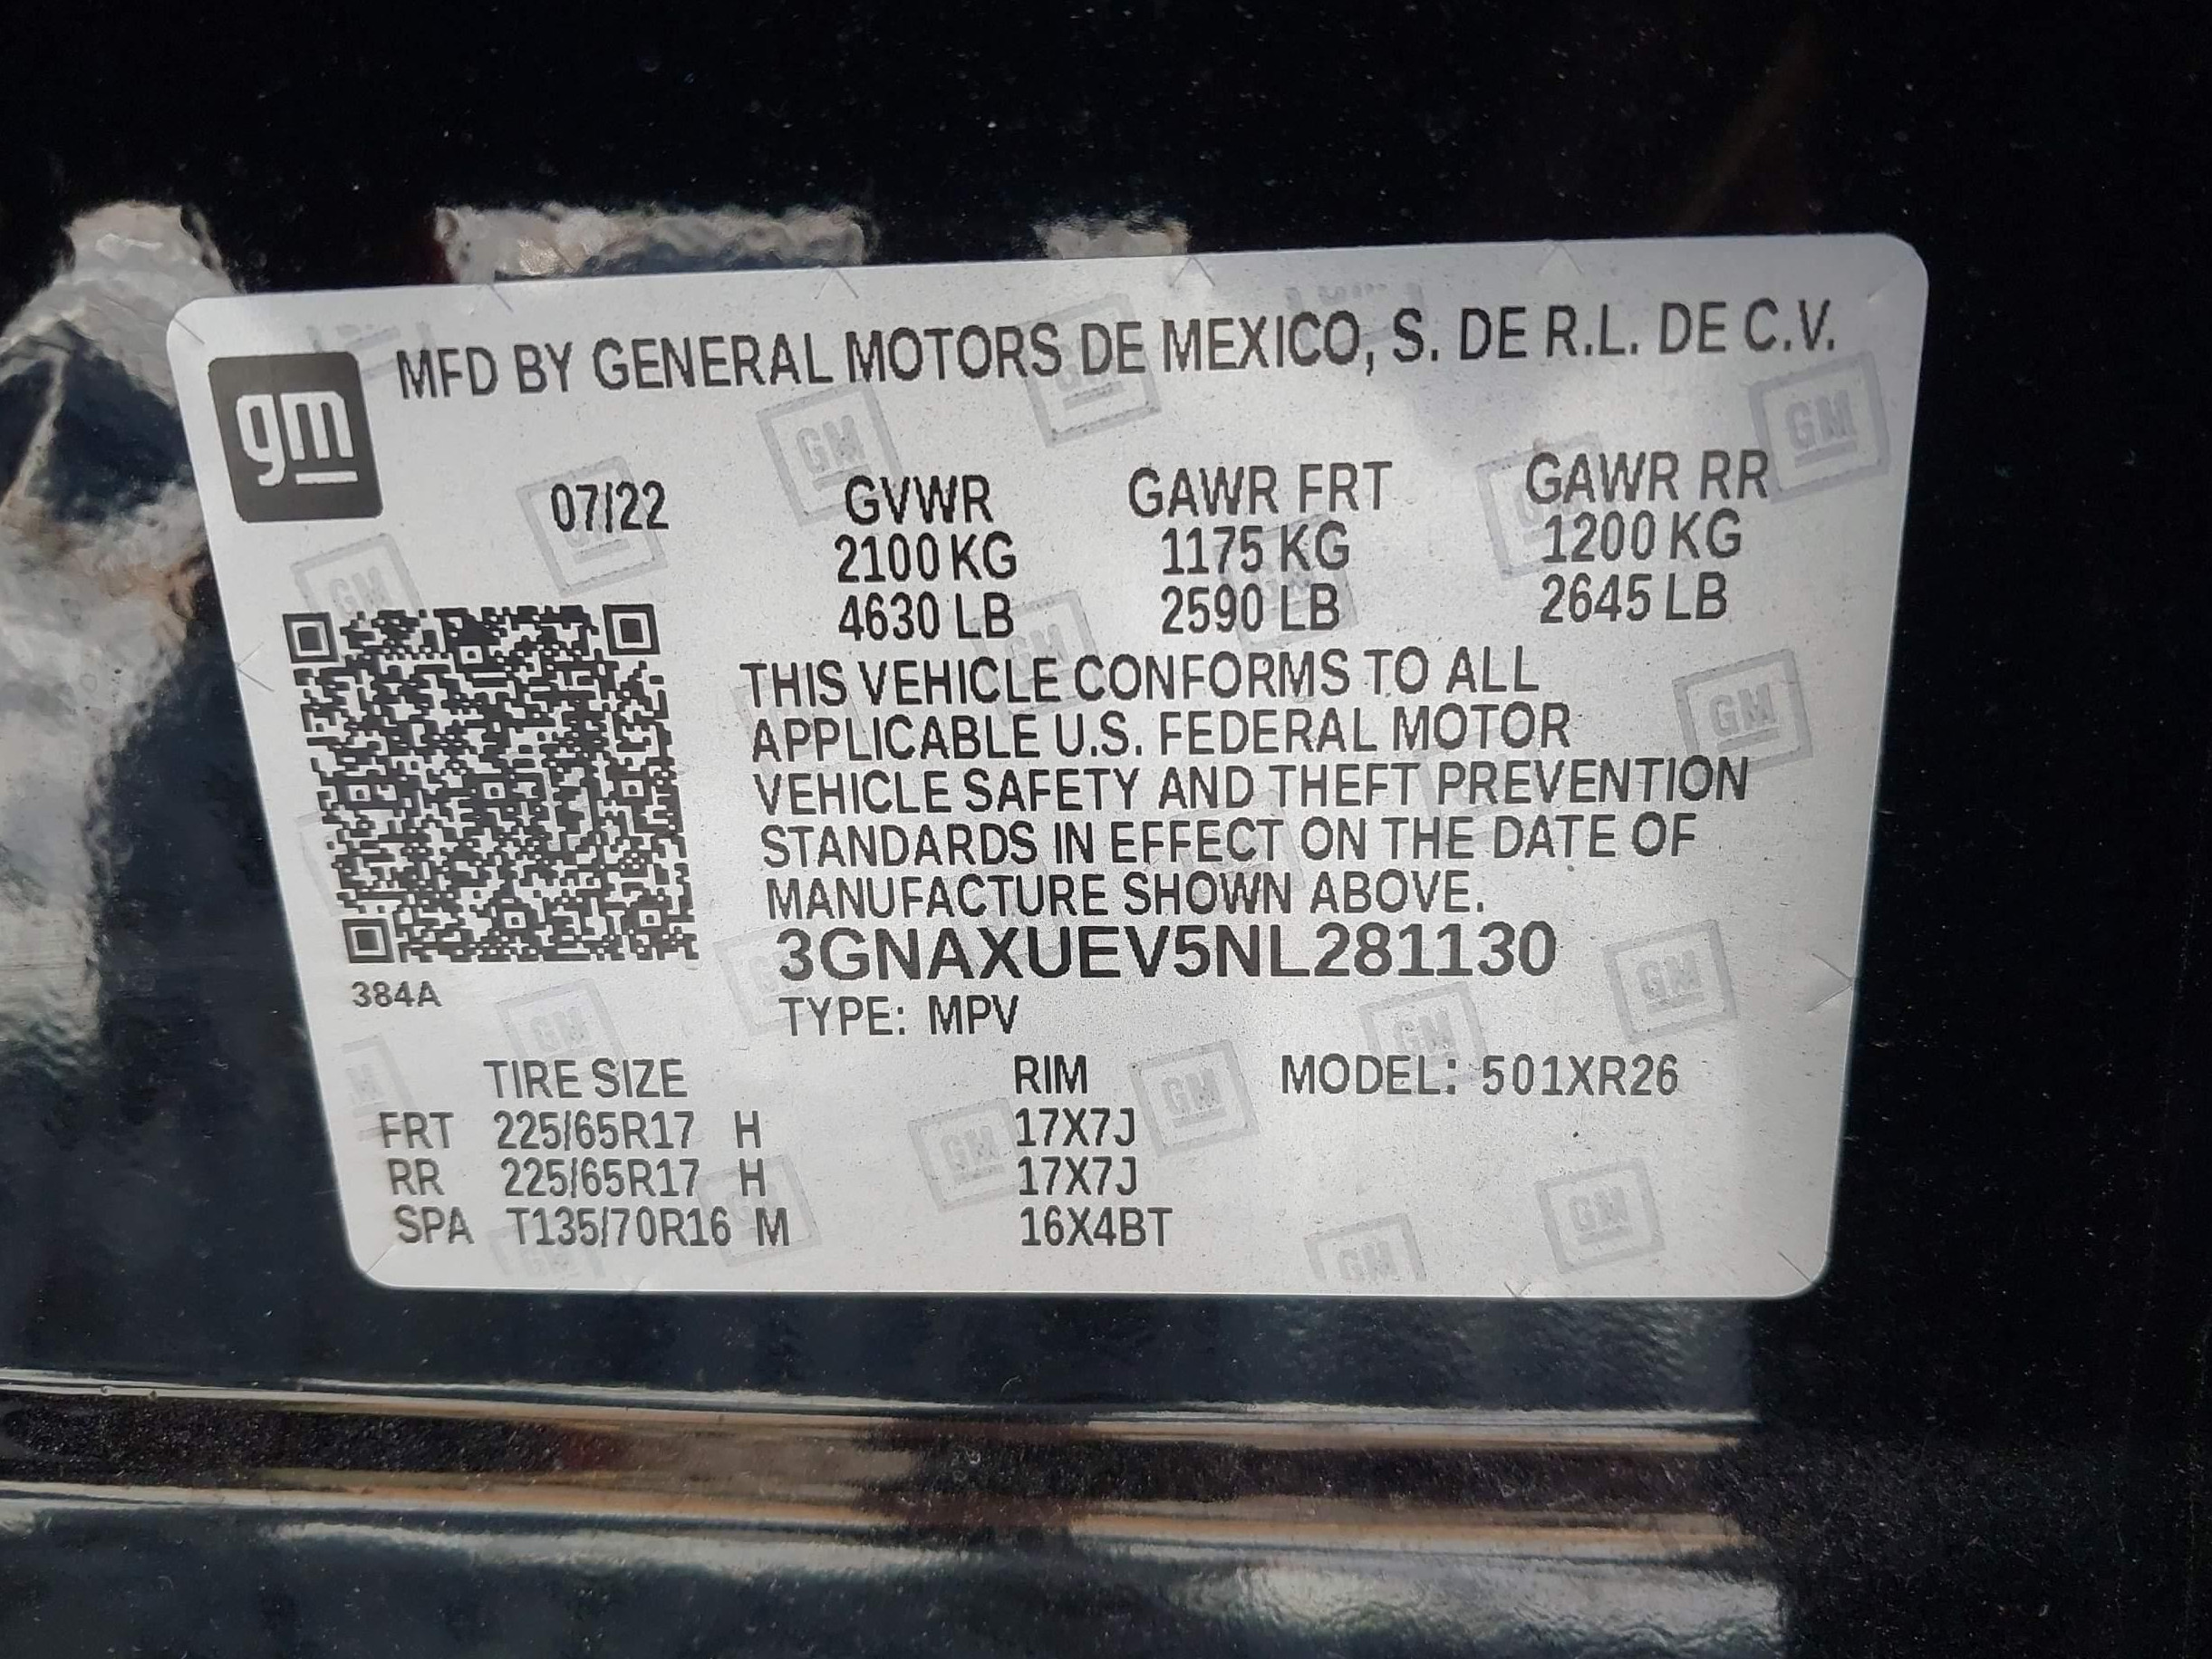 gm
MFD BY GENERAL MOTORS DE MEXICO, S. DE R.L. DE C.V.
07/22 GVWR GAWR FRT GAWR RR
2100 KG 1175 KG 1200 KG
4630 LB 2590 LB 2645 LB
THIS VEHICLE CONFORMS TO ALL
APPLICABLE U.S. FEDERAL MOTOR
VEHICLE SAFETY AND THEFT PREVENTION
STANDARDS IN EFFECT ON THE DATE OF
MANUFACTURE SHOWN ABOVE.
3GNAXUEV5NL281130
384A
TYPE: MPV
TIRE SIZE RIM MODEL: 501XR26
FRT 225/65R17 H 17X7J
RR 225/65R17 H 17X7J
SPA T135/70R16 M 16X4BT